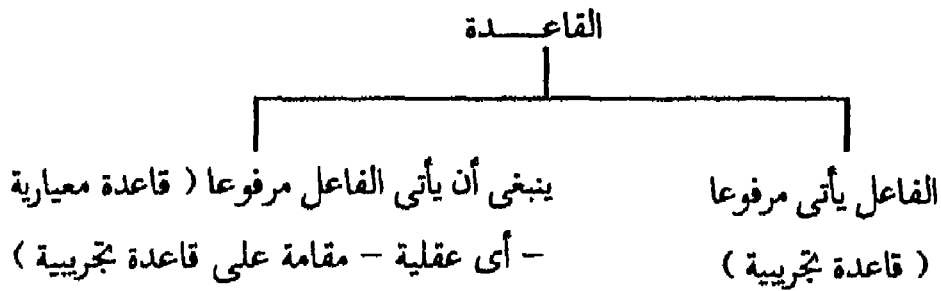 القاعـــدة
الفاعل يأتى مرفوعا
( قاعدة تجريبية )
ينبغى أن يأتى الفاعل مرفوعا ( قاعدة معيارية
– أى عقلية – مقامة على قاعدة تجريبية )